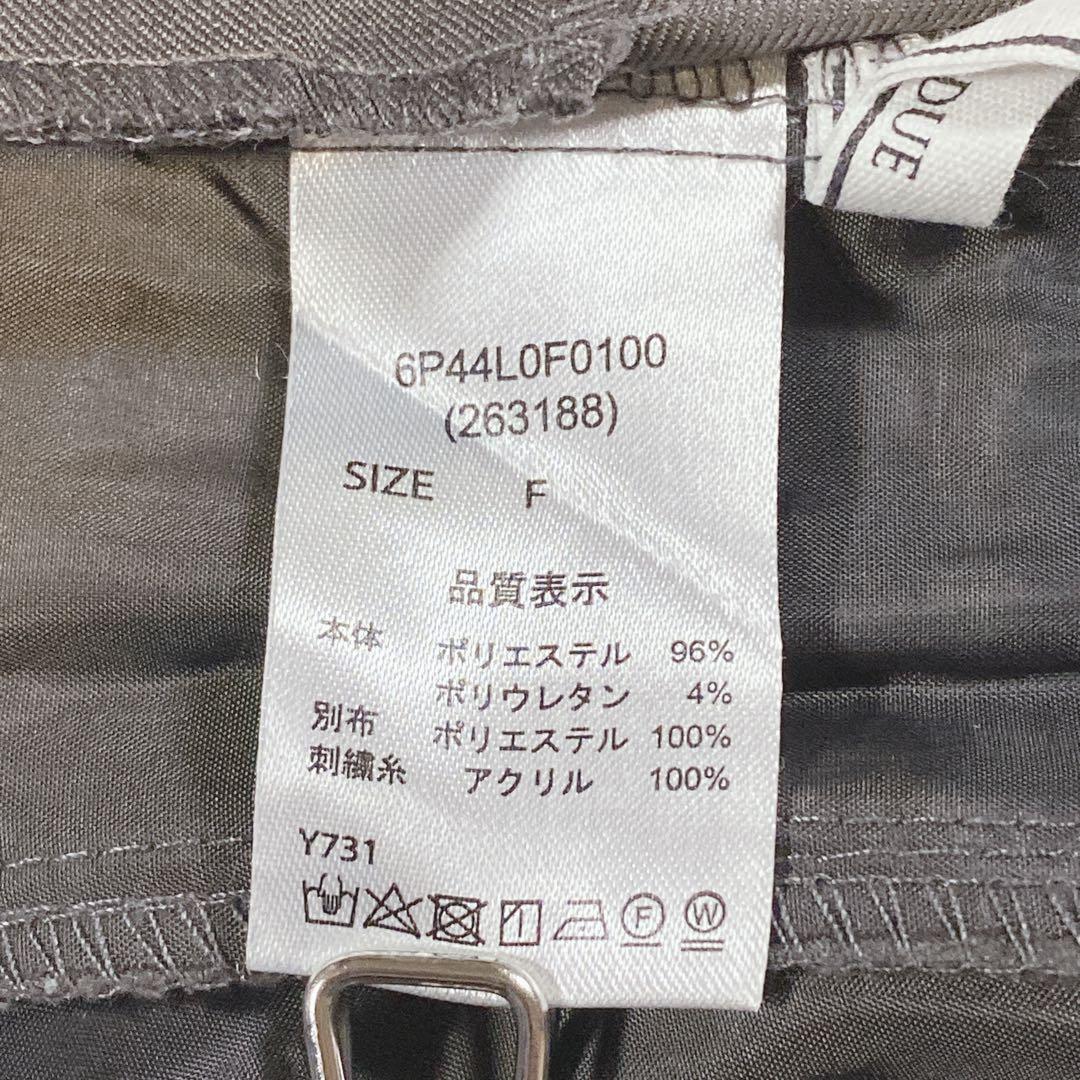 DUE
6P44L0F0100
(263188)
SIZE F
品質表示
本体 ポリエステル 96%
ポリウレタン 4%
別布 ポリエステル 100%
刺繍糸 アクリル 100%
Y731
F W